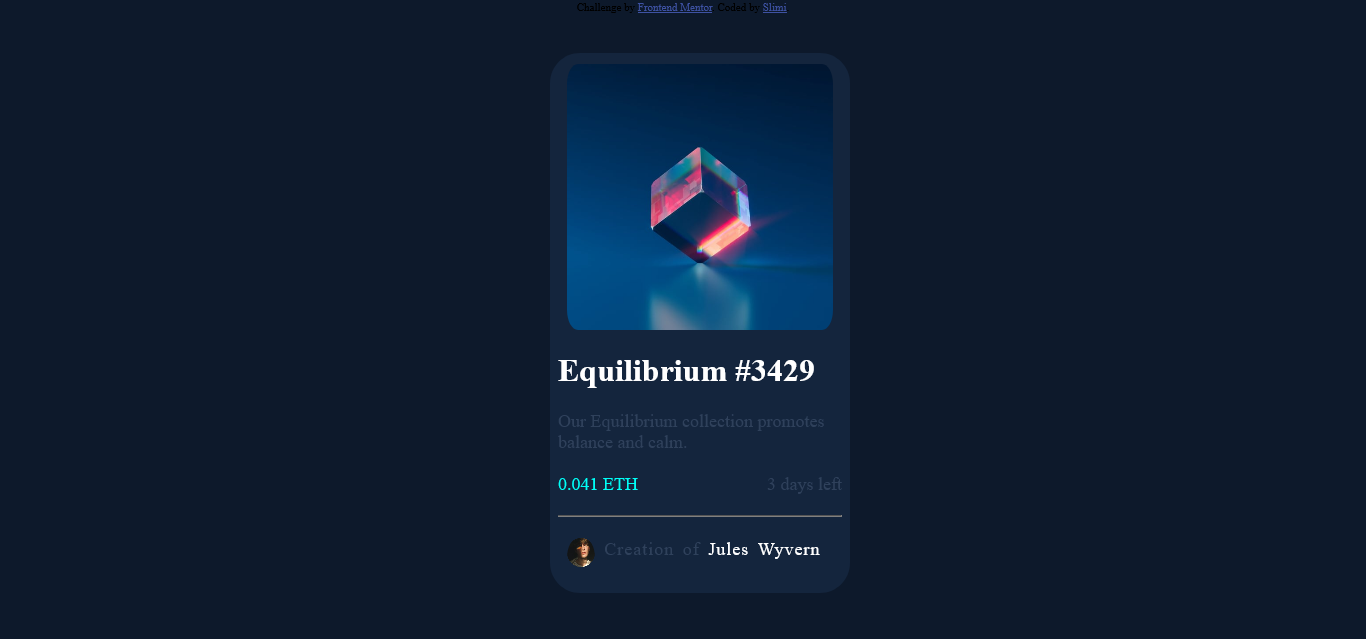 Challenge by Frontend Mentor. Coded by Slimi
Equilibrium #3429
Our Equilibrium collection promotes
balance and calm.
0.041 ETH 3 days left
Creation of Jules Wyvern